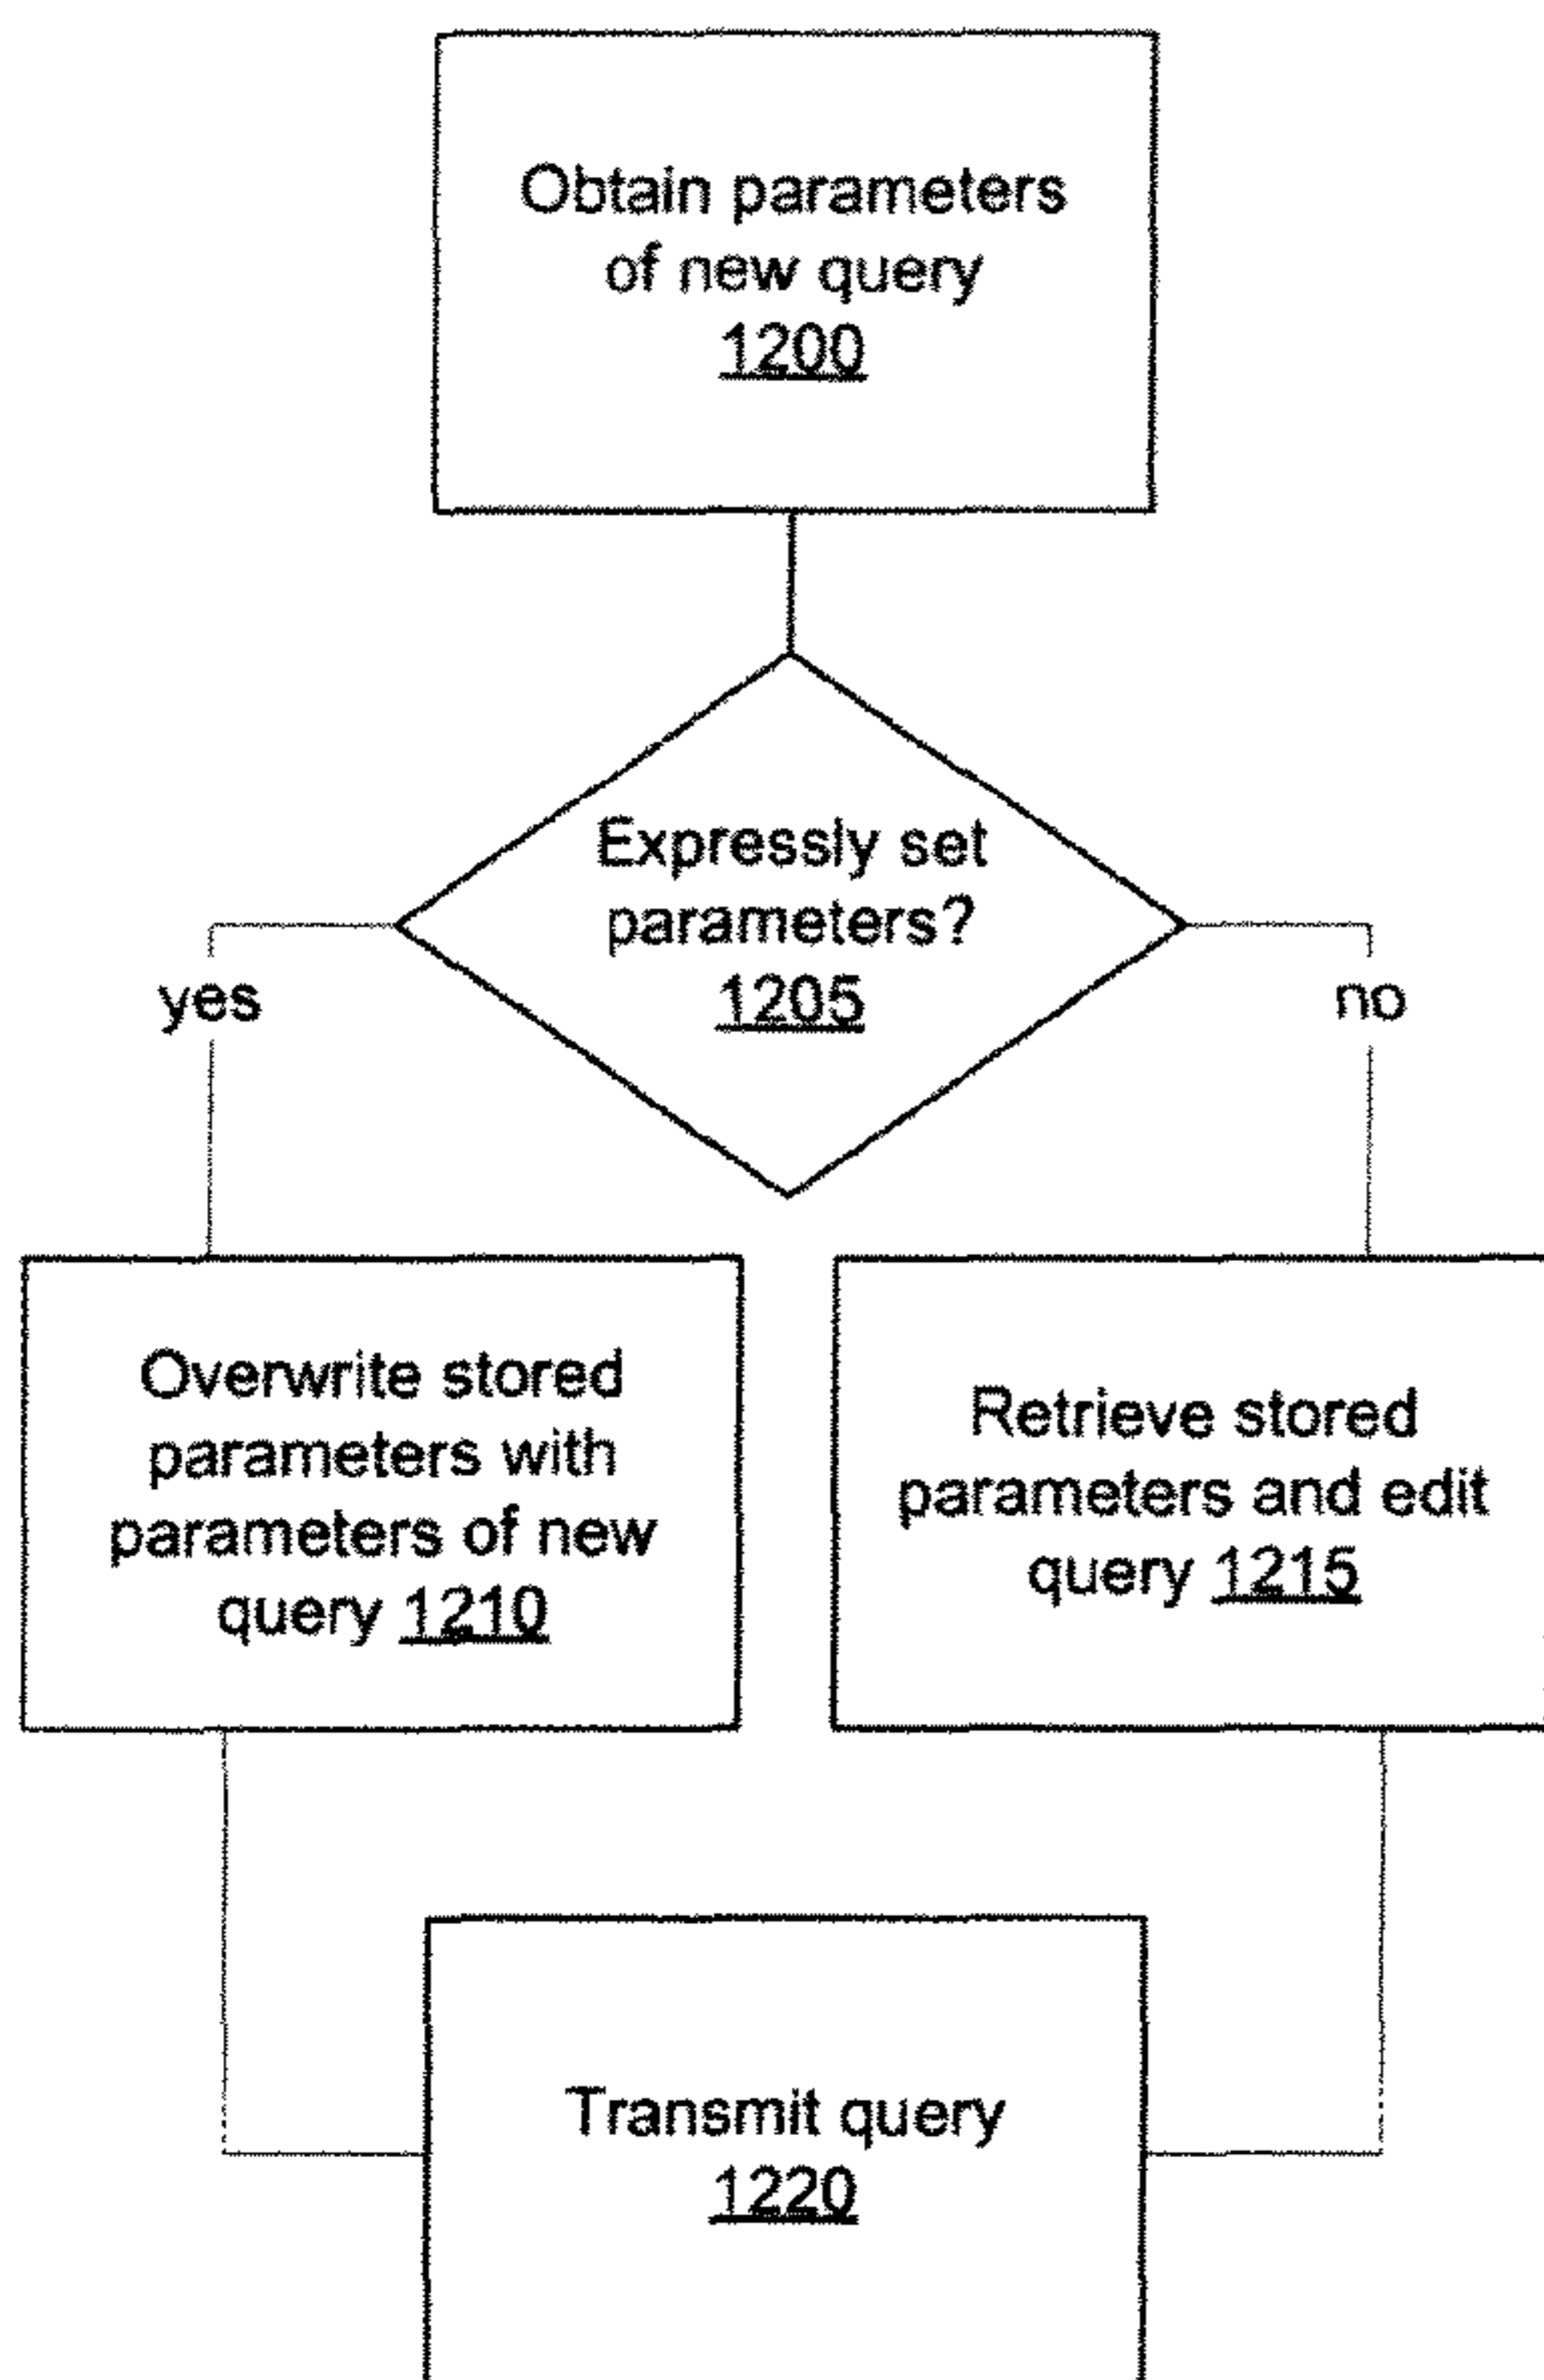 Obtain parameters
of new query
1200
Expressly set
parameters?
1205
yes
no
Overwrite stored
parameters with
parameters of new
query 1210
Retrieve stored
parameters and edit
query 1215
Transmit query
1220